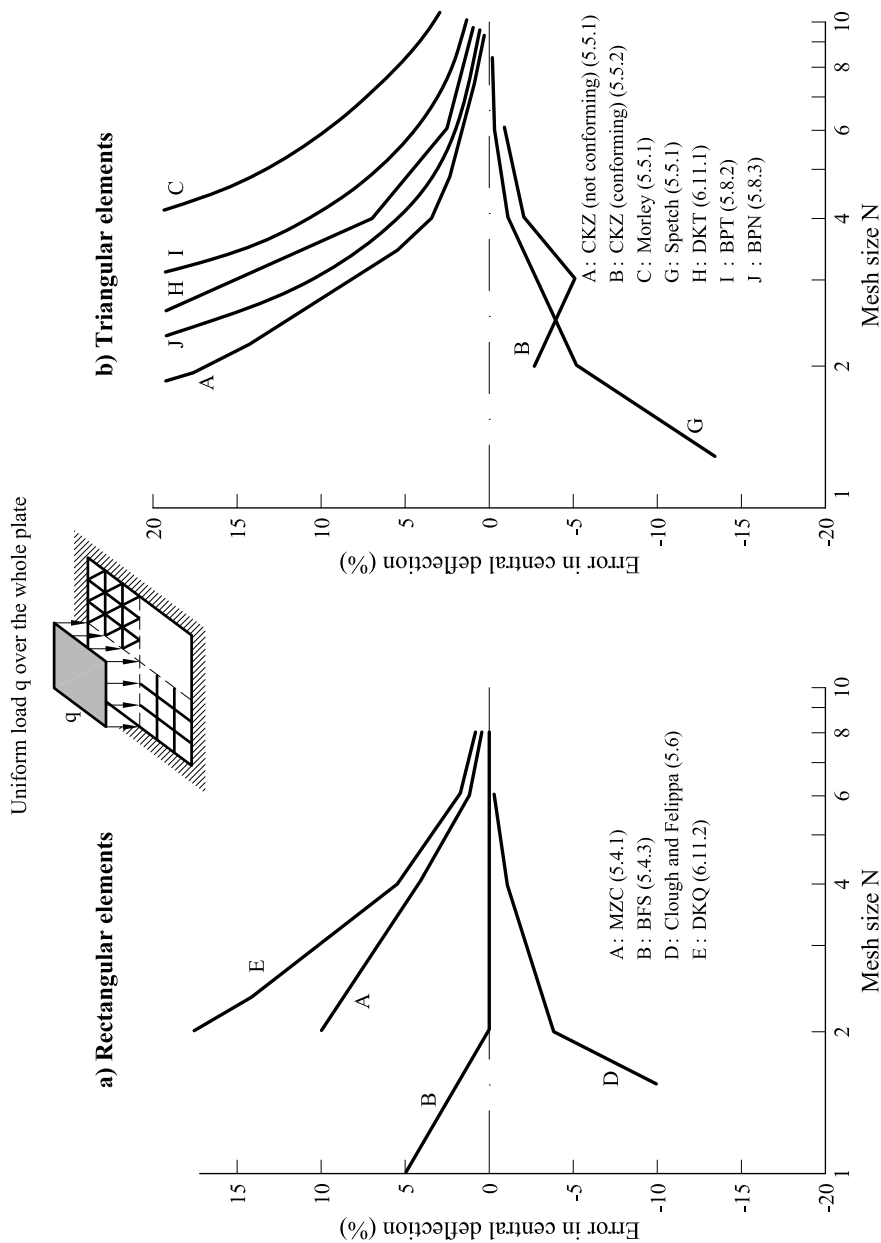 Uniform load q over the whole plate
q
a) Rectangular elements
Error in central deflection (%)
15
10
5
0
-5
-10
-15
-20
E
A
B
D
A: MZC (5.4.1)
B: BFS (5.4.3)
D: Clough and Felippa (5.6)
E : DKQ (6.11.2)
1
2
4
6
8
10
Mesh size N
b) Triangular elements
Error in central deflection (%)
20
15
10
5
0
-5
-10
-15
-20
A
J
H
I
C
B
G
A: CKZ (not conforming) (5.5.1)
B: CKZ (conforming) (5.5.2)
C: Morley (5.5.1)
G: Spetch (5.5.1)
H: DKT (6.11.1)
I : BPT (5.8.2)
J : BPN (5.8.3)
1
2
4
6
8
10
Mesh size N